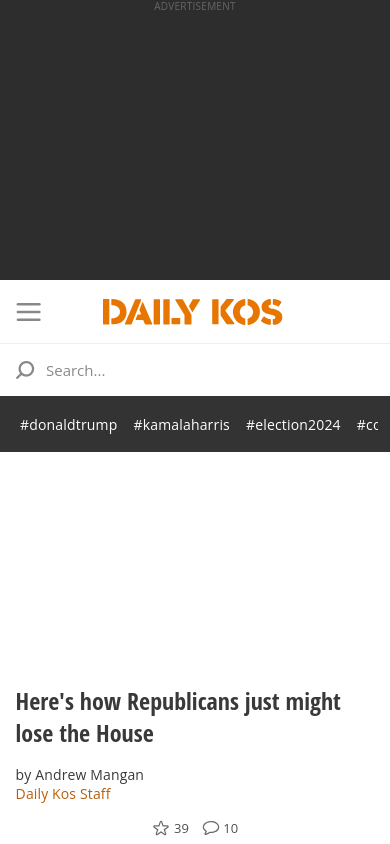 ADVERTISEMENT
DAILY KOS
Search...
#donaldtrump #kamalaharris #election2024
Here's how Republicans just might
lose the House
by Andrew Mangan
Daily Kos Staff
39 10